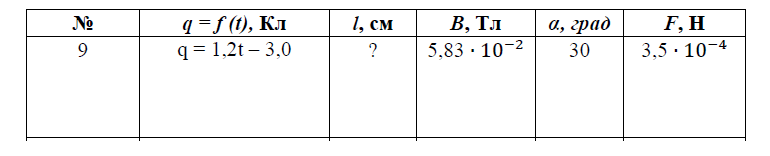 № q = f (t), Кл l, см B, Тл α, град F, Н
9 q = 1,2t – 3,0 ? 5,83 ∙ 10⁻² 30 3,5 ∙ 10⁻⁴